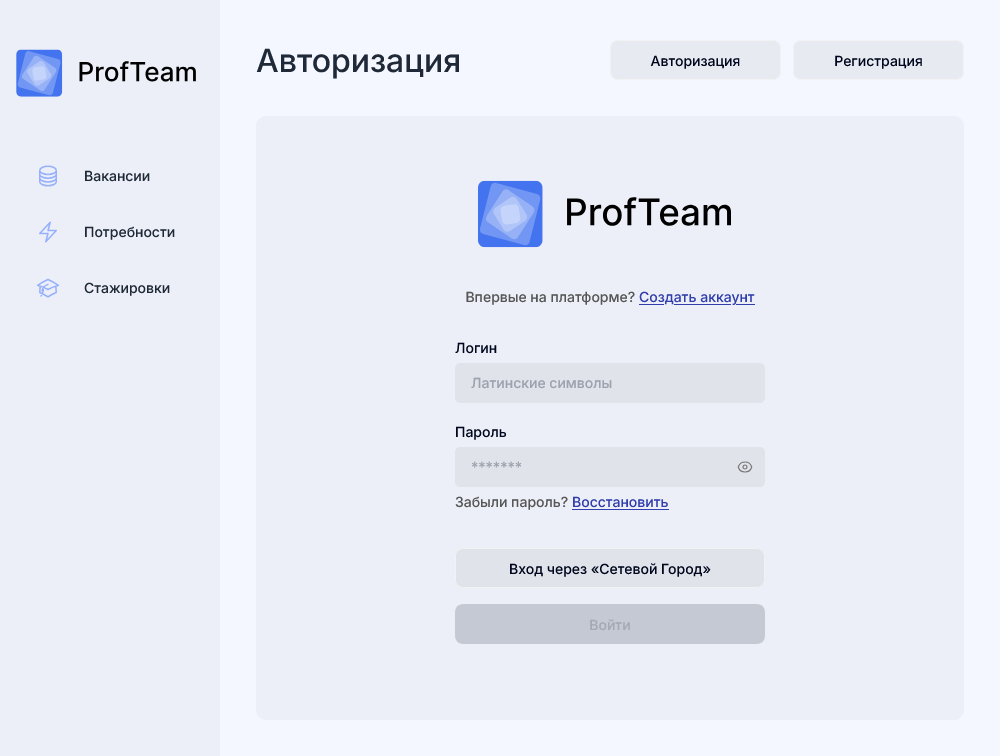 ProfTeam
Вакансии
Потребности
Стажировки
Авторизация
Авторизация
Регистрация
ProfTeam
Впервые на платформе? Создать аккаунт
Логин
Латинские символы
Пароль
*******
Забыли пароль? Восстановить
Вход через «Сетевой Город»
Войти